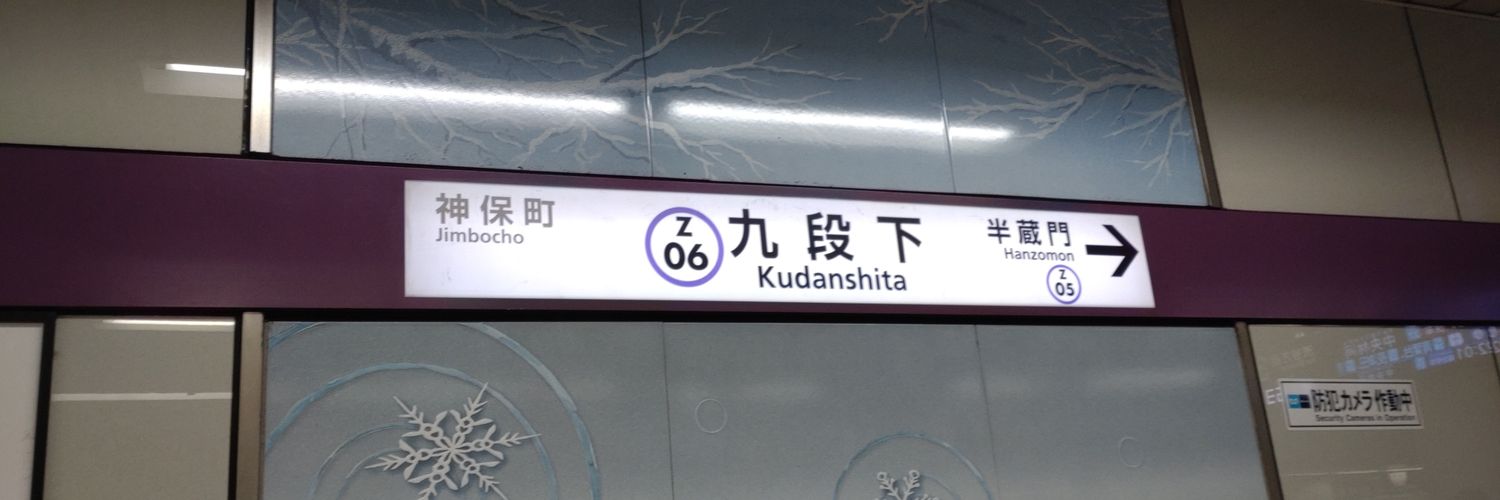 神保町
Jimbocho
Z
06
九段下
Kudanshita
半蔵門
Hanzomon
Z
05
防犯カメラ作動中
Security Cameras in Operation